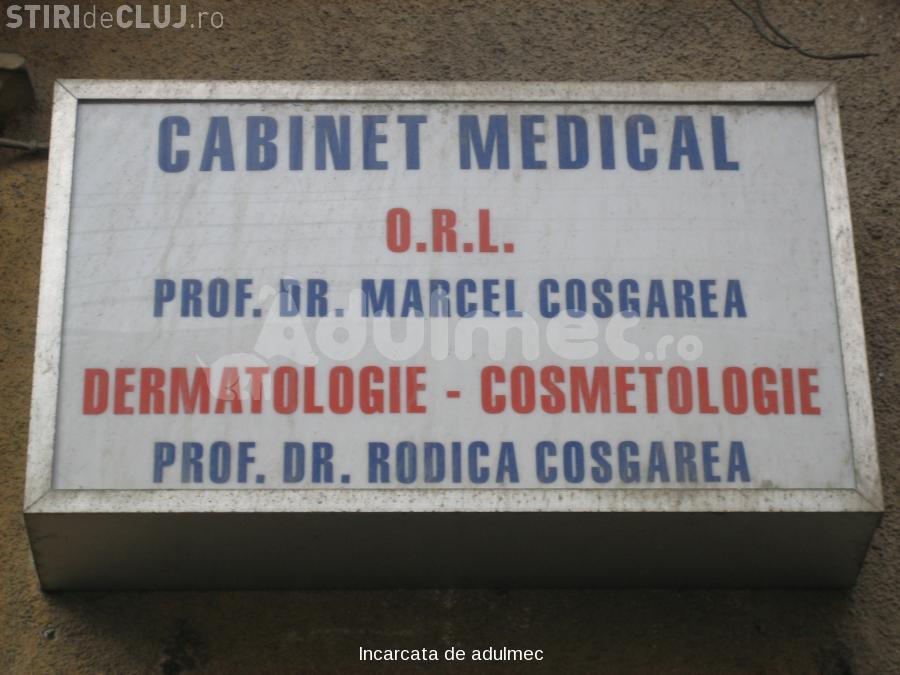 STIRIdeCLUJ.ro
CABINET MEDICAL
O.R.L.
PROF. DR. MARCEL COSGAREA
Adulmec.ro
DERMATOLOGIE - COSMETOLOGIE
PROF. DR. RODICA COSGAREA
Incarcata de adulmec